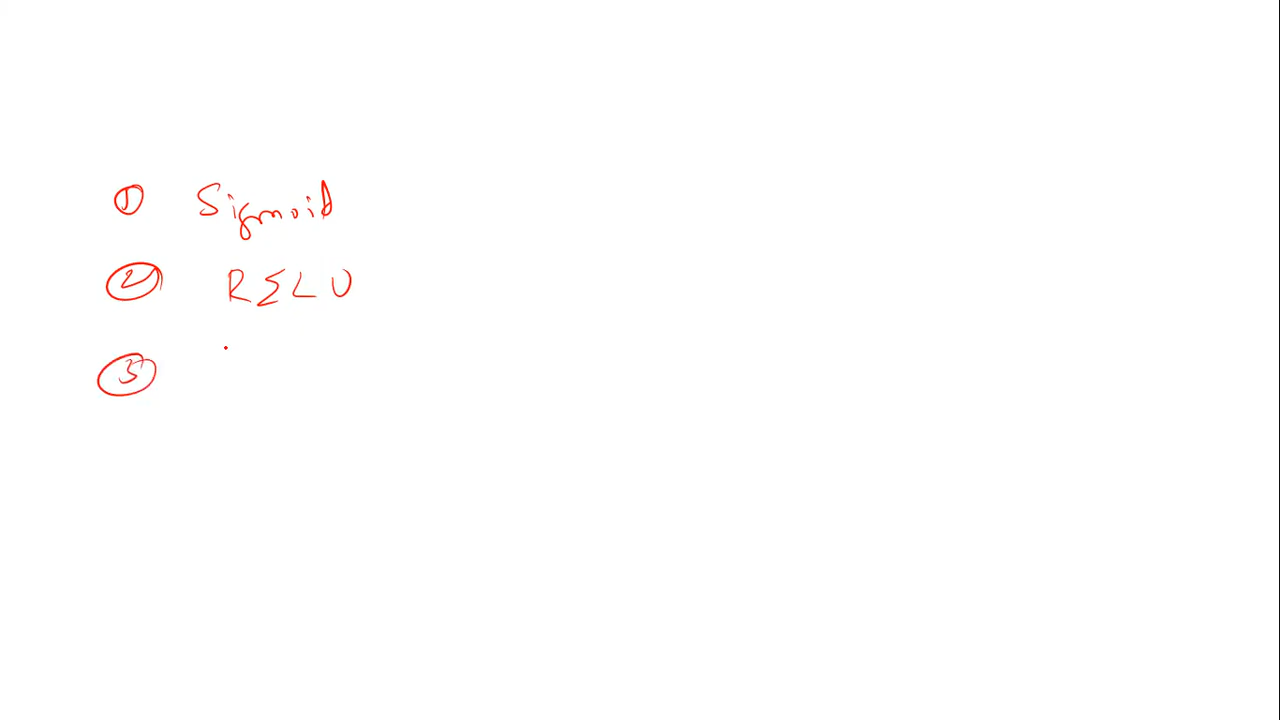 ① Sigmoid
② RELU
③